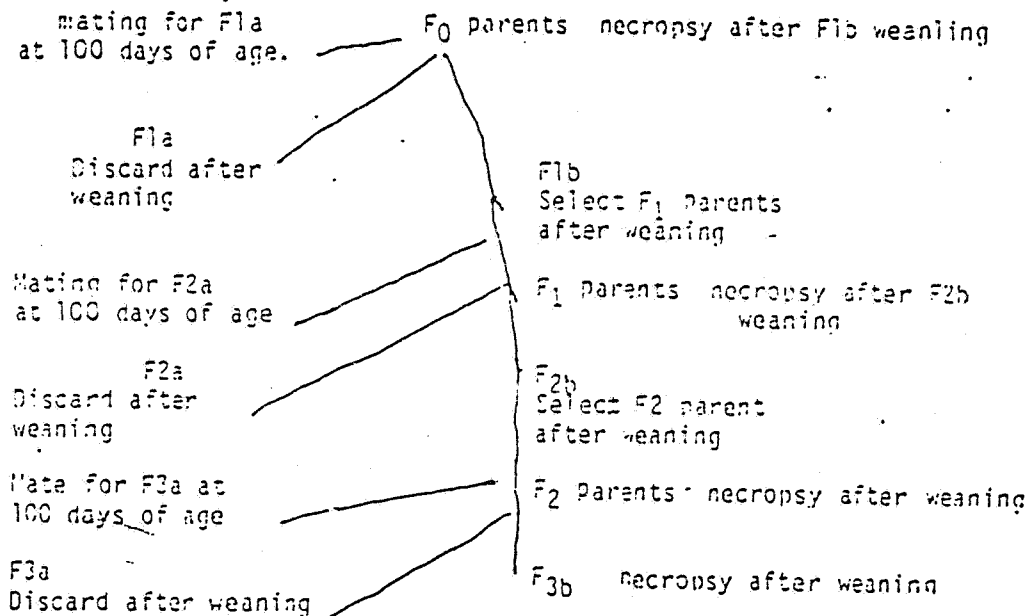 mating for F1a
at 100 days of age.
F0 parents necropsy after F1b weanling
F1a
Discard after
weaning
F1b
Select F1 Parents
after weaning
Mating for F2a
at 100 days of age
F1 Parents necropsy after F2b
weaning
F2a
Discard after
weaning
F2b
Select F2 parent
after weaning
Mate for F3a at
100 days of age
F2 Parents necropsy after weaning
F3a
Discard after weaning
F3b necropsy after weaning